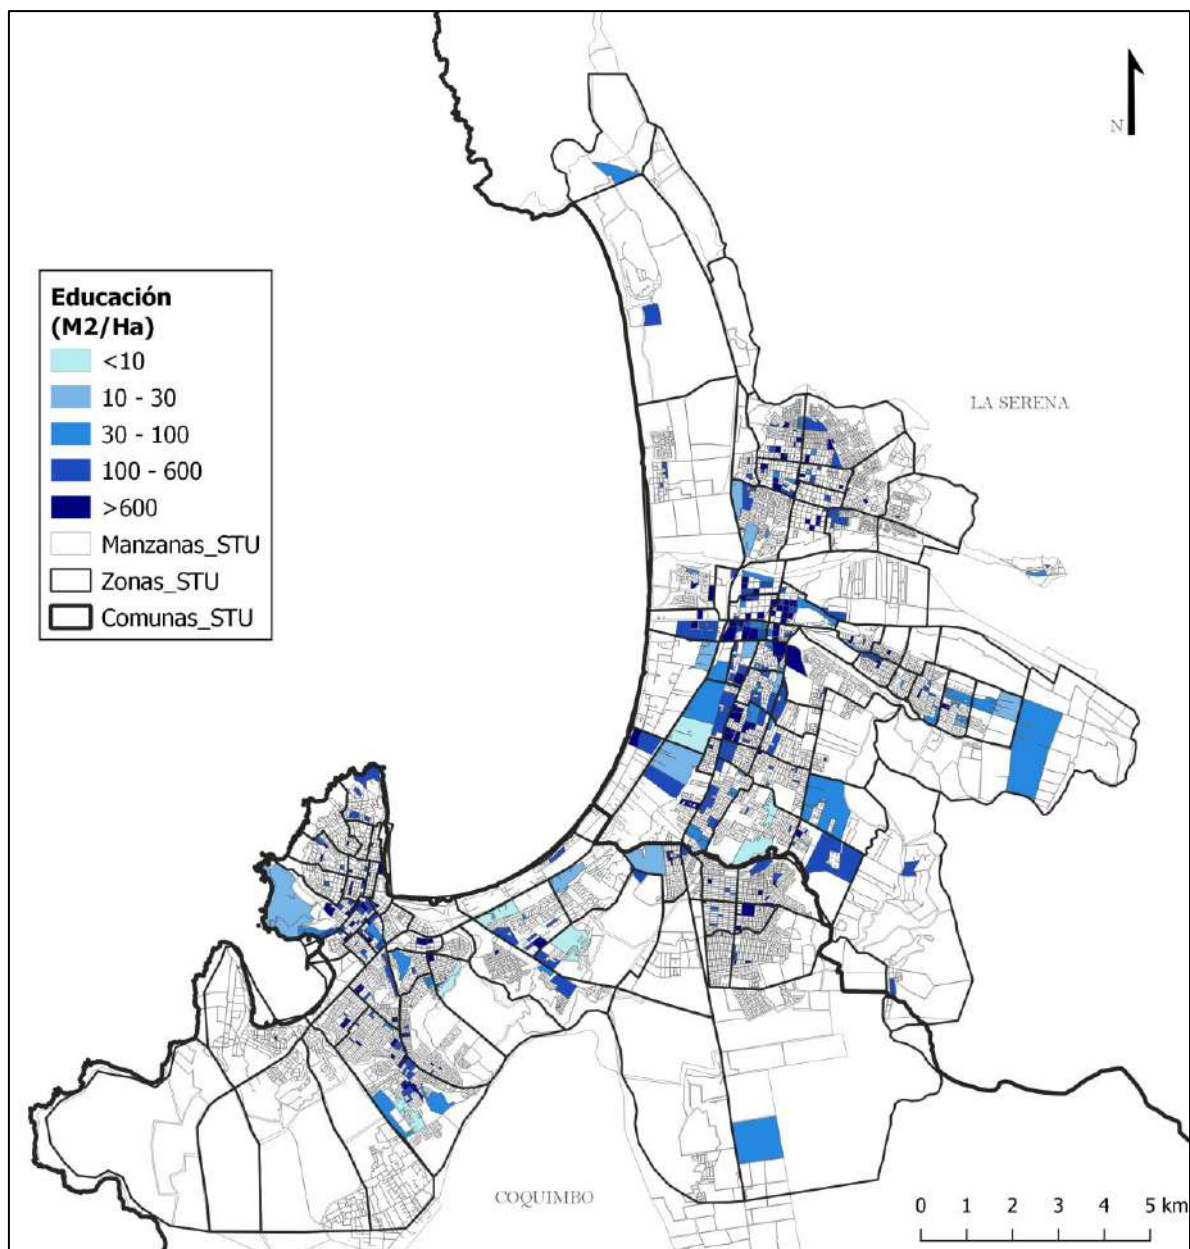 N
LA SERENA
Educación
(M2/Ha)
<10
10 - 30
30 - 100
100 - 600
>600
Manzanas_STU
Zonas_STU
Comunas_STU
COQUIMBO
0 1 2 3 4 5 km